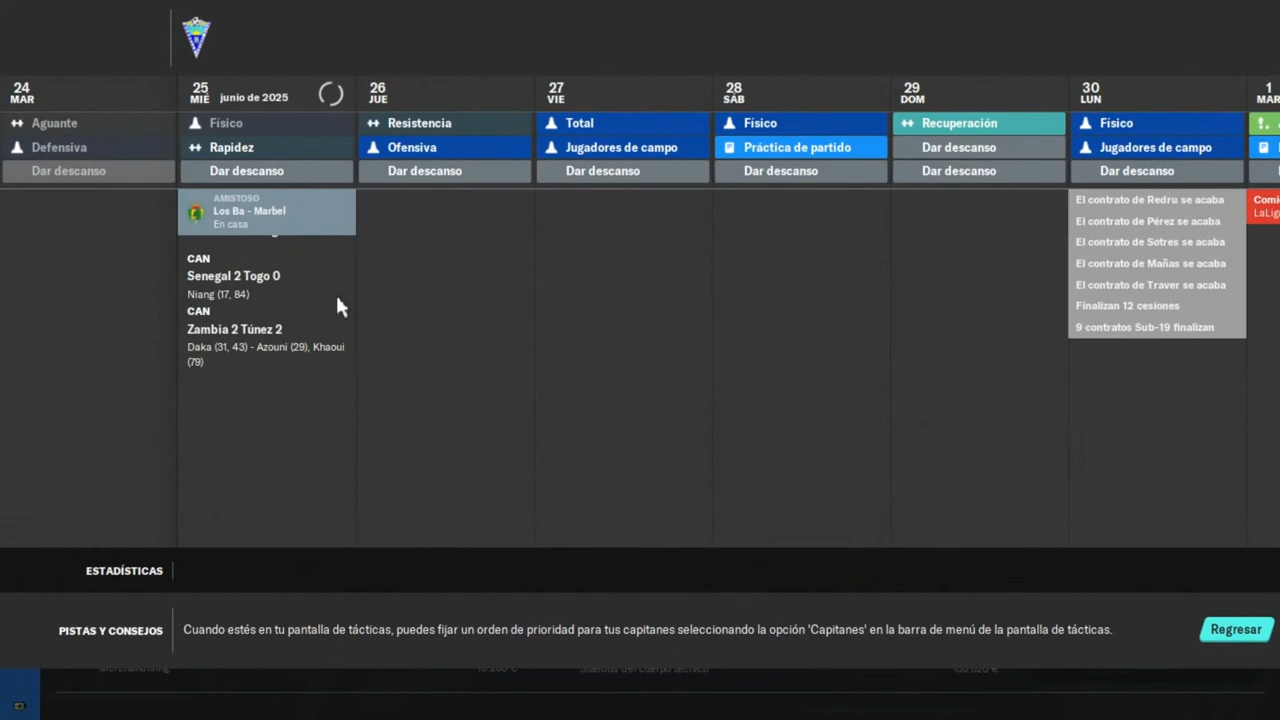 24
MAR
25
MIÉ junio de 2025
26
JUE
27
VIE
28
SÁB
29
DOM
30
LUN
1
MAR
Aguante
Defensiva
Dar descanso
Físico
Rapidez
Dar descanso
Resistencia
Ofensiva
Dar descanso
Total
Jugadores de campo
Dar descanso
Físico
Práctica de partido
Dar descanso
Recuperación
Dar descanso
Dar descanso
Físico
Jugadores de campo
Dar descanso
AMISTOSO
Los Ba - Marbel
En casa
CAN
Senegal 2 Togo 0
Niang (17, 84)
CAN
Zambia 2 Túnez 2
Daka (31, 43) - Azouni (29), Khaoui
(79)
El contrato de Redru se acaba
El contrato de Pérez se acaba
El contrato de Sotres se acaba
El contrato de Mañas se acaba
El contrato de Traver se acaba
Finalizan 12 cesiones
9 contratos Sub-19 finalizan
Comi
LaLig
ESTADÍSTICAS
PISTAS Y CONSEJOS
Cuando estés en tu pantalla de tácticas, puedes fijar un orden de prioridad para tus capitanes seleccionando la opción 'Capitanes' en la barra de menú de la pantalla de tácticas.
Regresar
Merchandising
Sueldos del cuerpo técnico